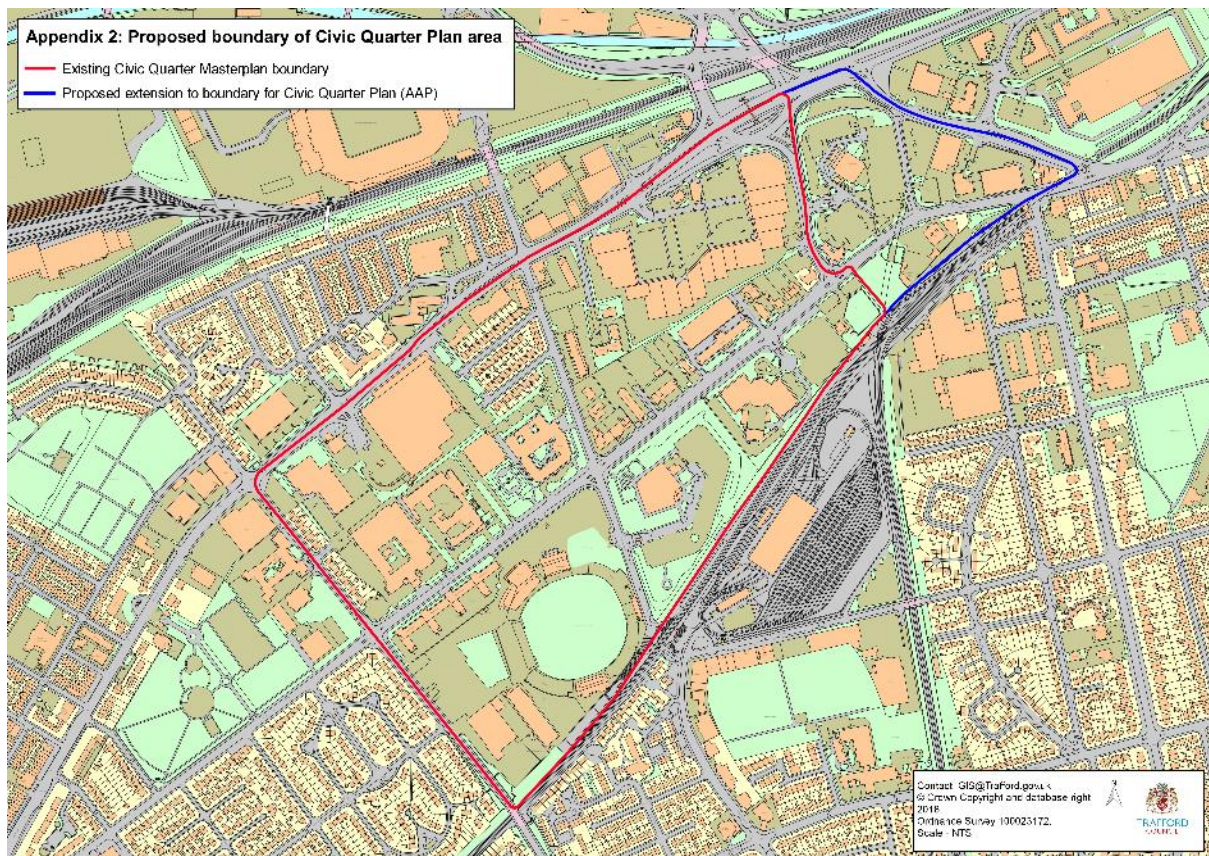 Appendix 2: Proposed boundary of Civic Quarter Plan area
Existing Civic Quarter Masterplan boundary
Proposed extension to boundary for Civic Quarter Plan (AAP)
Contact: GIS@Trafford.gov.uk
© Crown Copyright and database right
2018.
Ordnance Survey 100023172.
Scale - NTS
TRAFFORD
COUNCIL